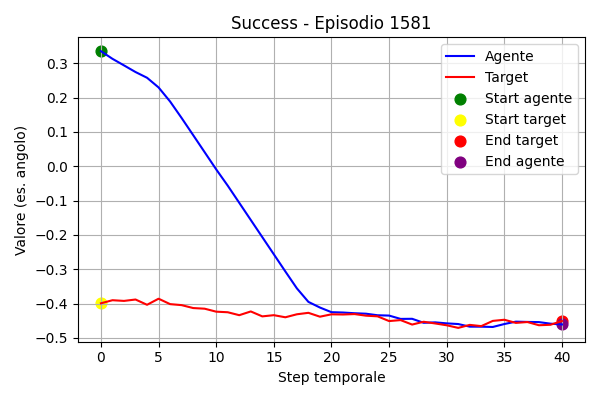 Success - Episodio 1581
Valore (es. angolo)
0.3
0.2
0.1
0.0
−0.1
−0.2
−0.3
−0.4
−0.5
Agente
Target
Start agente
Start target
End target
End agente
0 5 10 15 20 25 30 35 40
Step temporale